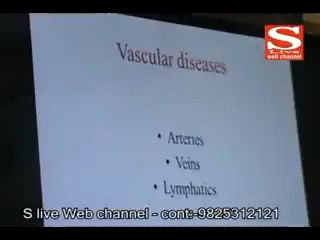 Vascular diseases
S
Live
web channel
• Arteries
• Veins
• Lymphatics
S live Web channel - cont:-9825312121